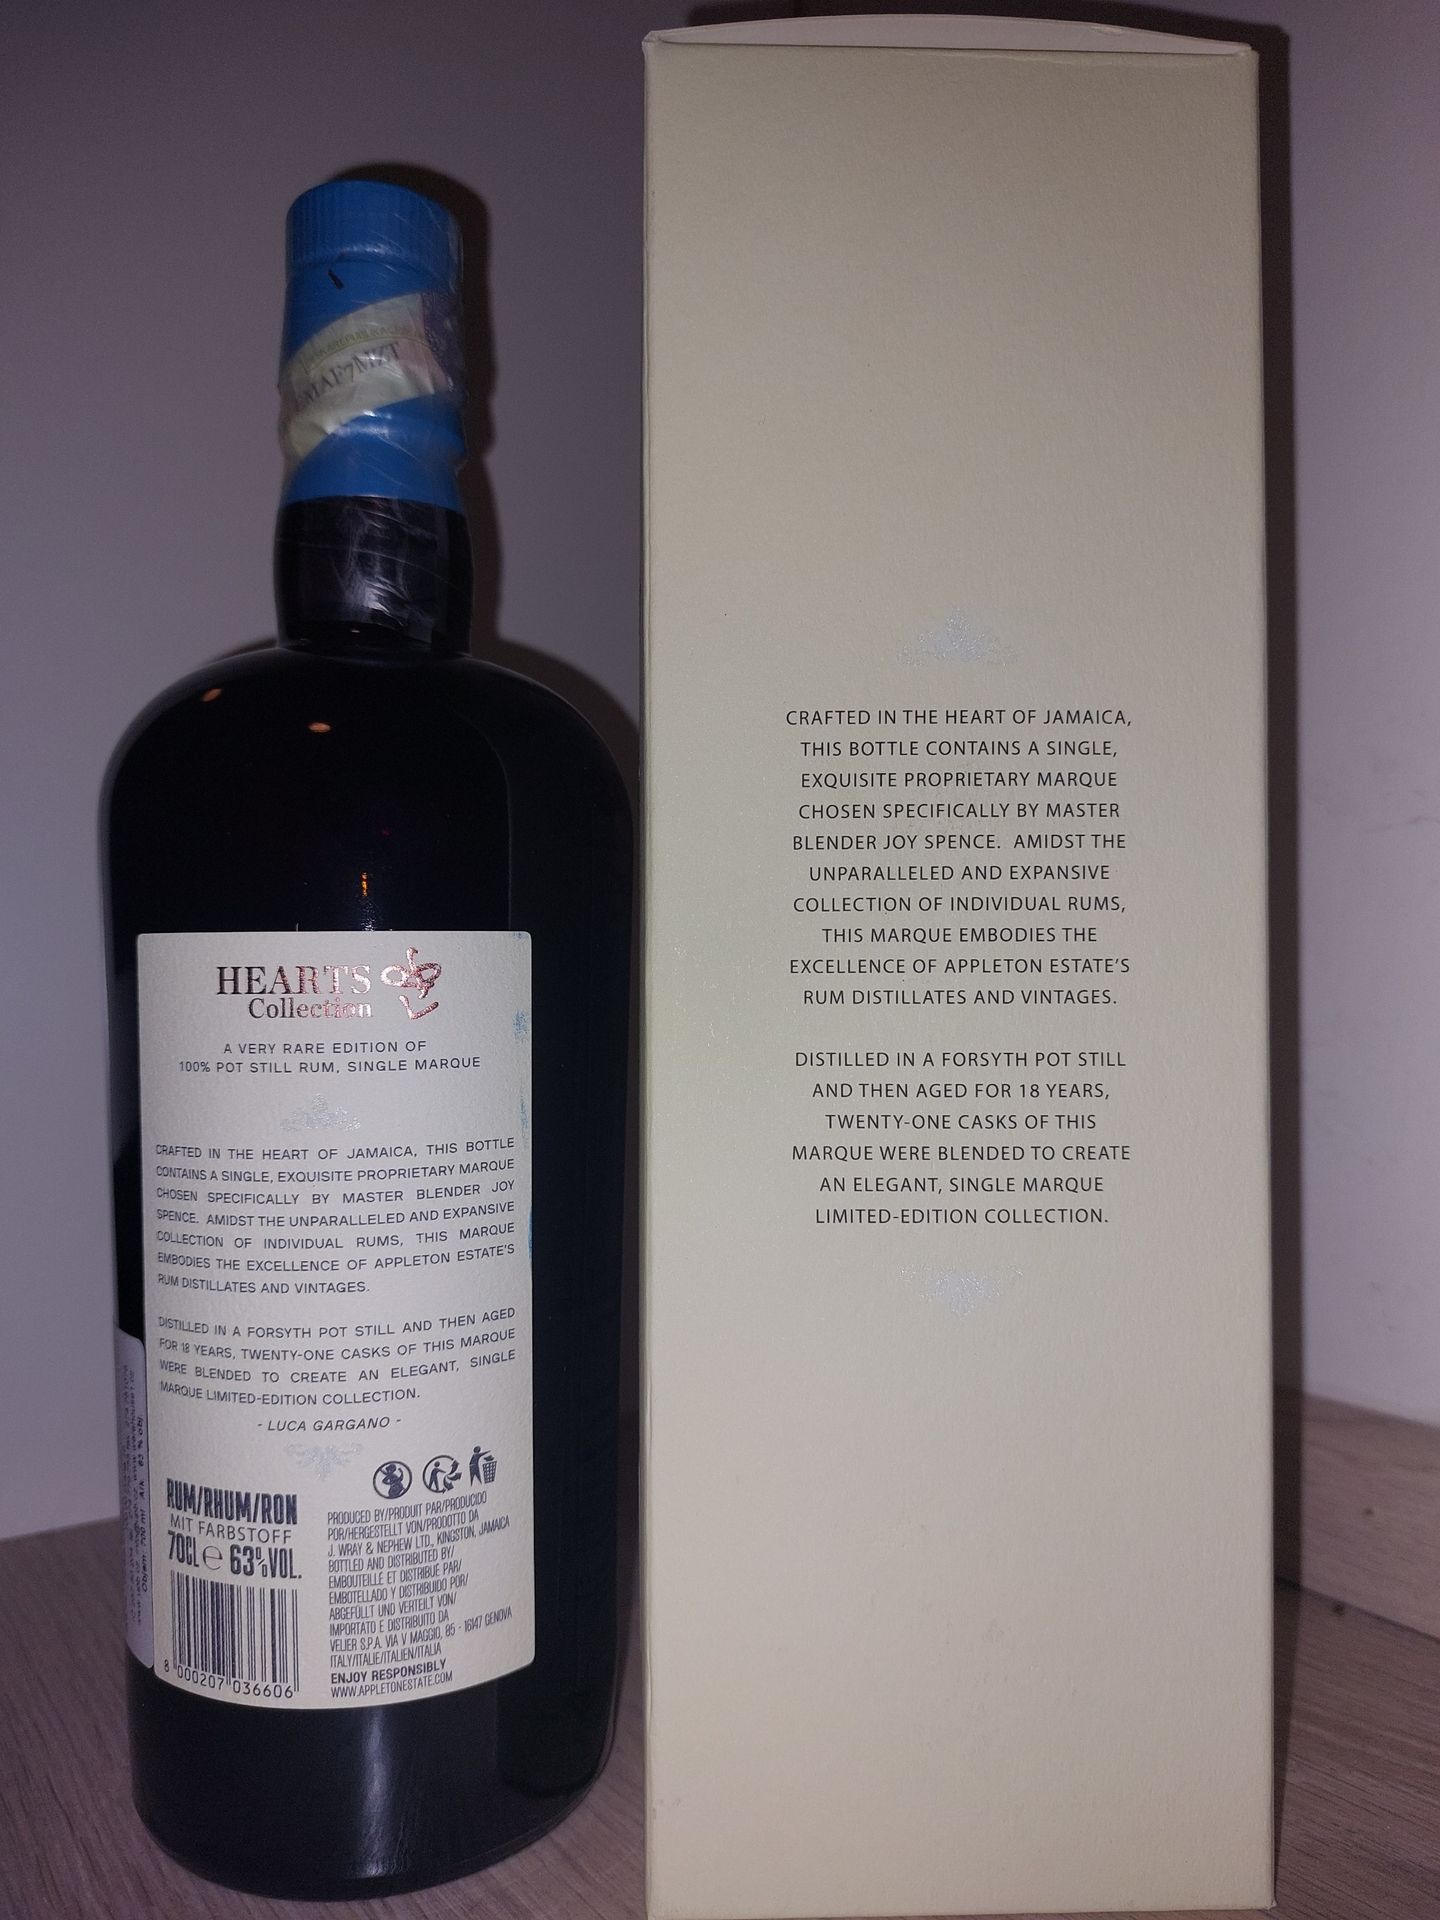 MAF7MZT
HEARTS
Collection
A VERY RARE EDITION OF
100% POT STILL RUM, SINGLE MARQUE
CRAFTED IN THE HEART OF JAMAICA, THIS BOTTLE
CONTAINS A SINGLE, EXQUISITE PROPRIETARY MARQUE
CHOSEN SPECIFICALLY BY MASTER BLENDER JOY
SPENCE. AMIDST THE UNPARALLELED AND EXPANSIVE
COLLECTION OF INDIVIDUAL RUMS, THIS MARQUE
EMBODIES THE EXCELLENCE OF APPLETON ESTATE'S
RUM DISTILLATES AND VINTAGES.
DISTILLED IN A FORSYTH POT STILL AND THEN AGED
FOR 18 YEARS, TWENTY-ONE CASKS OF THIS MARQUE
WERE BLENDED TO CREATE AN ELEGANT, SINGLE
MARQUE LIMITED-EDITION COLLECTION.
- LUCA GARGANO -
RUM/RHUM/RON
MIT FARBSTOFF
70CL e 63%VOL.
8 000207 036606
PRODUCED BY/PRODUIT PAR/PRODUCIDO
POR/HERGESTELLT VON/PRODOTTO DA
J. WRAY & NEPHEW LTD., KINGSTON, JAMAICA
BOTTLED AND DISTRIBUTED BY/
EMBOUTEILLÉ ET DISTRIBUÉ PAR/
EMBOTELLADO Y DISTRIBUIDO POR/
ABGEFÜLLT UND VERTEILT VON/
IMPORTATO E DISTRIBUITO DA
VELIER S.P.A. VIA V MAGGIO, 85 - 16147 GENOVA
ITALY/ITALIE/ITALIEN/ITALIA
ENJOY RESPONSIBLY
WWW.APPLETONESTATE.COM
Objem: 700 ml Alk. 63 % obj.
CRAFTED IN THE HEART OF JAMAICA,
THIS BOTTLE CONTAINS A SINGLE,
EXQUISITE PROPRIETARY MARQUE
CHOSEN SPECIFICALLY BY MASTER
BLENDER JOY SPENCE. AMIDST THE
UNPARALLELED AND EXPANSIVE
COLLECTION OF INDIVIDUAL RUMS,
THIS MARQUE EMBODIES THE
EXCELLENCE OF APPLETON ESTATE'S
RUM DISTILLATES AND VINTAGES.
DISTILLED IN A FORSYTH POT STILL
AND THEN AGED FOR 18 YEARS,
TWENTY-ONE CASKS OF THIS
MARQUE WERE BLENDED TO CREATE
AN ELEGANT, SINGLE MARQUE
LIMITED-EDITION COLLECTION.